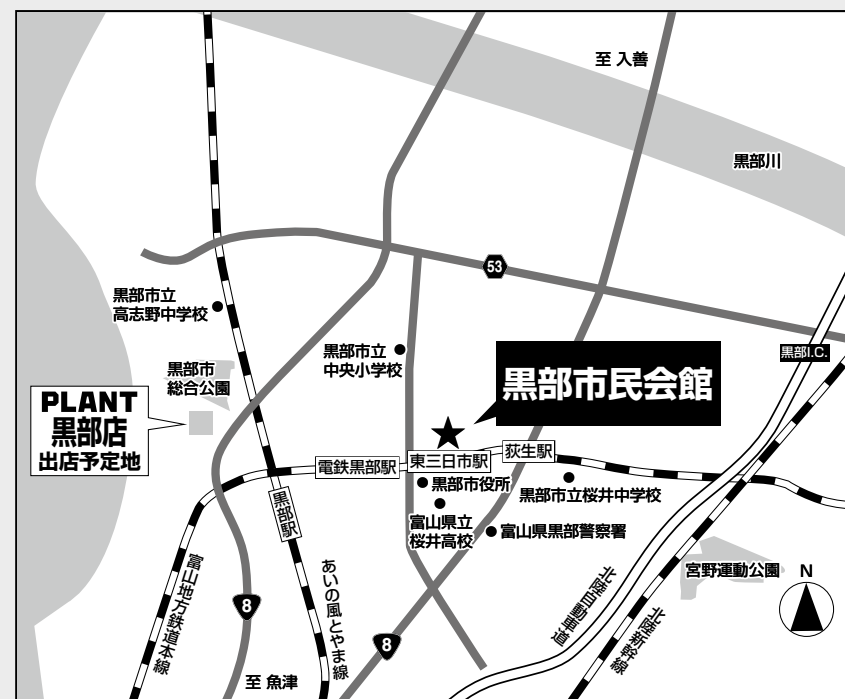 至 入善
黒部川
53
黒部市立
高志野中学校
黒部市立
中央小学校
黒部I.C.
黒部市
総合公園
黒部市民会館
PLANT
黒部店
出店予定地
荻生駅
東三日市駅
電鉄黒部駅
黒部市役所
黒部市立桜井中学校
黒部駅
富山県立
桜井高校
富山県黒部警察署
宮野運動公園
N
富山地方鉄道本線
あいの風とやま線
北陸自動車道
北陸新幹線
8
8
至 魚津